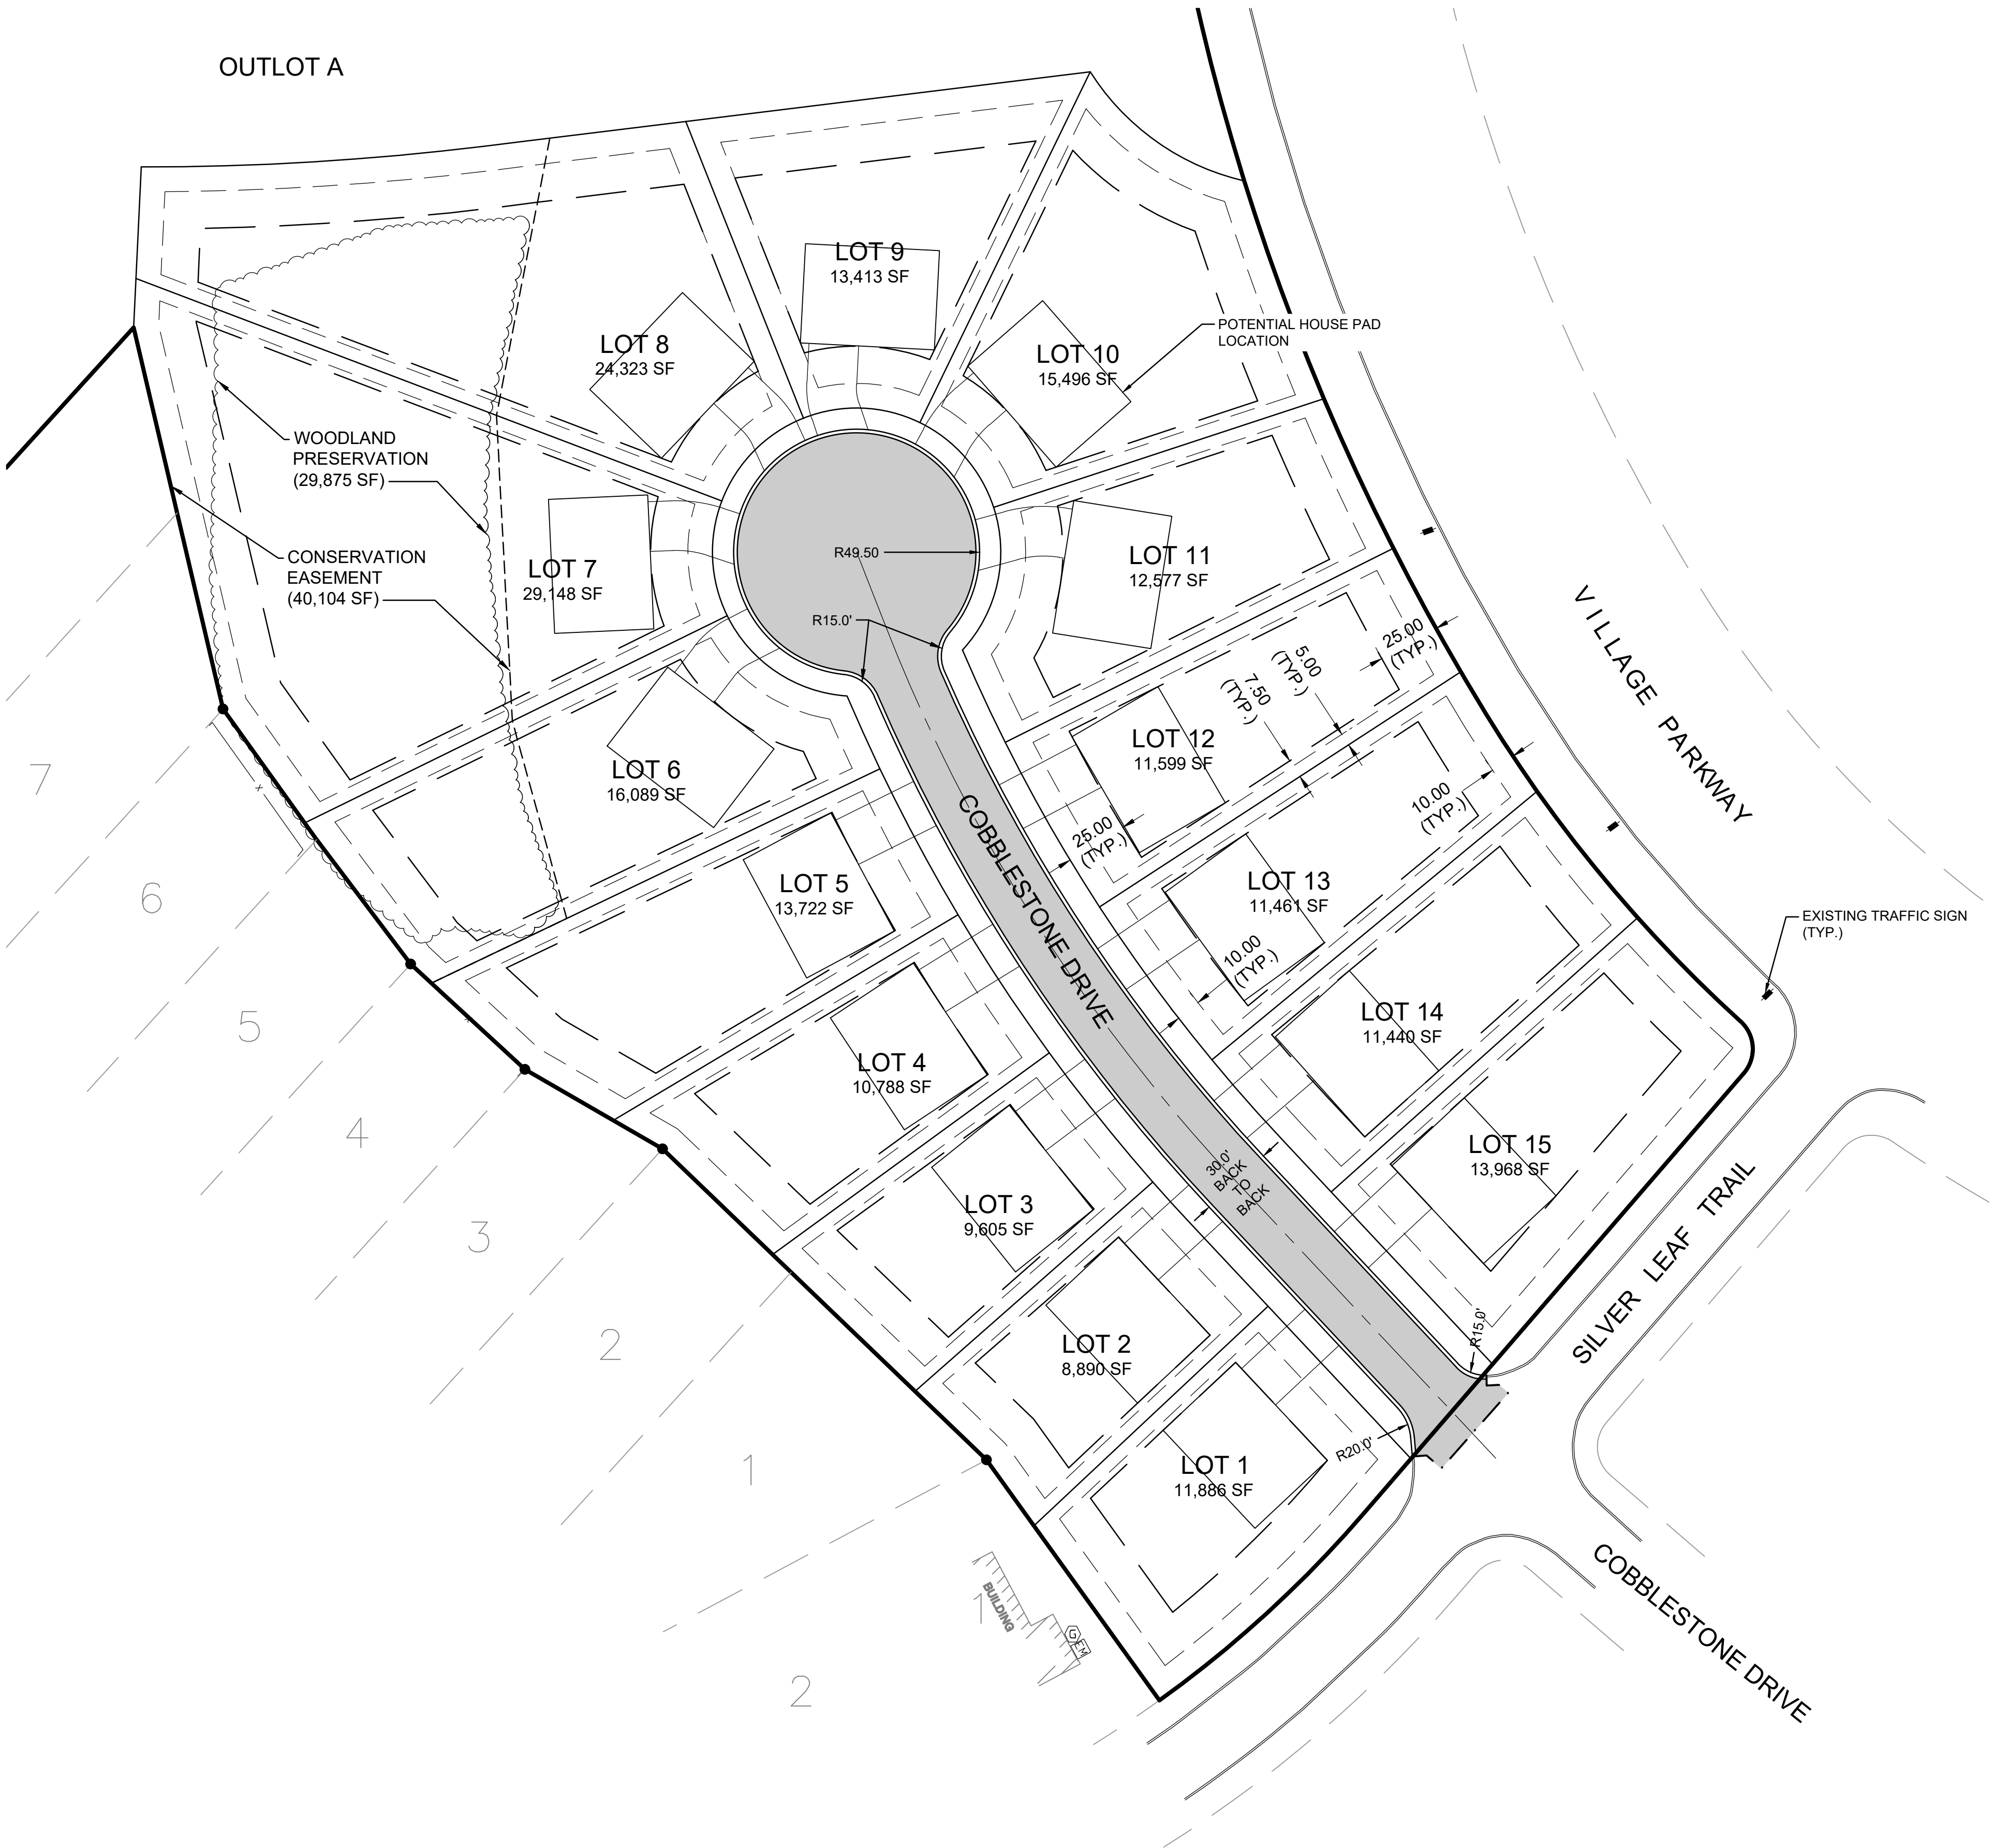 OUTLOT A
LOT 9
13,413 SF
LOT 8
24,323 SF
LOT 10
15,496 SF
POTENTIAL HOUSE PAD
LOCATION
WOODLAND
PRESERVATION
(29,875 SF)
CONSERVATION
EASEMENT
(40,104 SF)
R49.50
R15.0'
LOT 7
29,148 SF
LOT 11
12,577 SF
VILLAGE PARKWAY
25.00
(TYP.)
5.00
(TYP.)
7.50
(TYP.)
LOT 12
11,599 SF
10.00
(TYP.)
25.00
(TYP.)
LOT 6
16,089 SF
COBBLESTONE DRIVE
LOT 5
13,722 SF
LOT 13
11,461 SF
10.00
(TYP.)
EXISTING TRAFFIC SIGN
(TYP.)
LOT 4
10,788 SF
LOT 14
11,440 SF
LOT 15
13,968 SF
30.0'
BACK
TO
BACK
LOT 3
9,605 SF
LOT 2
8,890 SF
SILVER LEAF TRAIL
R15.0'
R20.0'
LOT 1
11,886 SF
COBBLESTONE DRIVE
7
6
5
4
3
2
1
1
BUILDING
G
EM
2